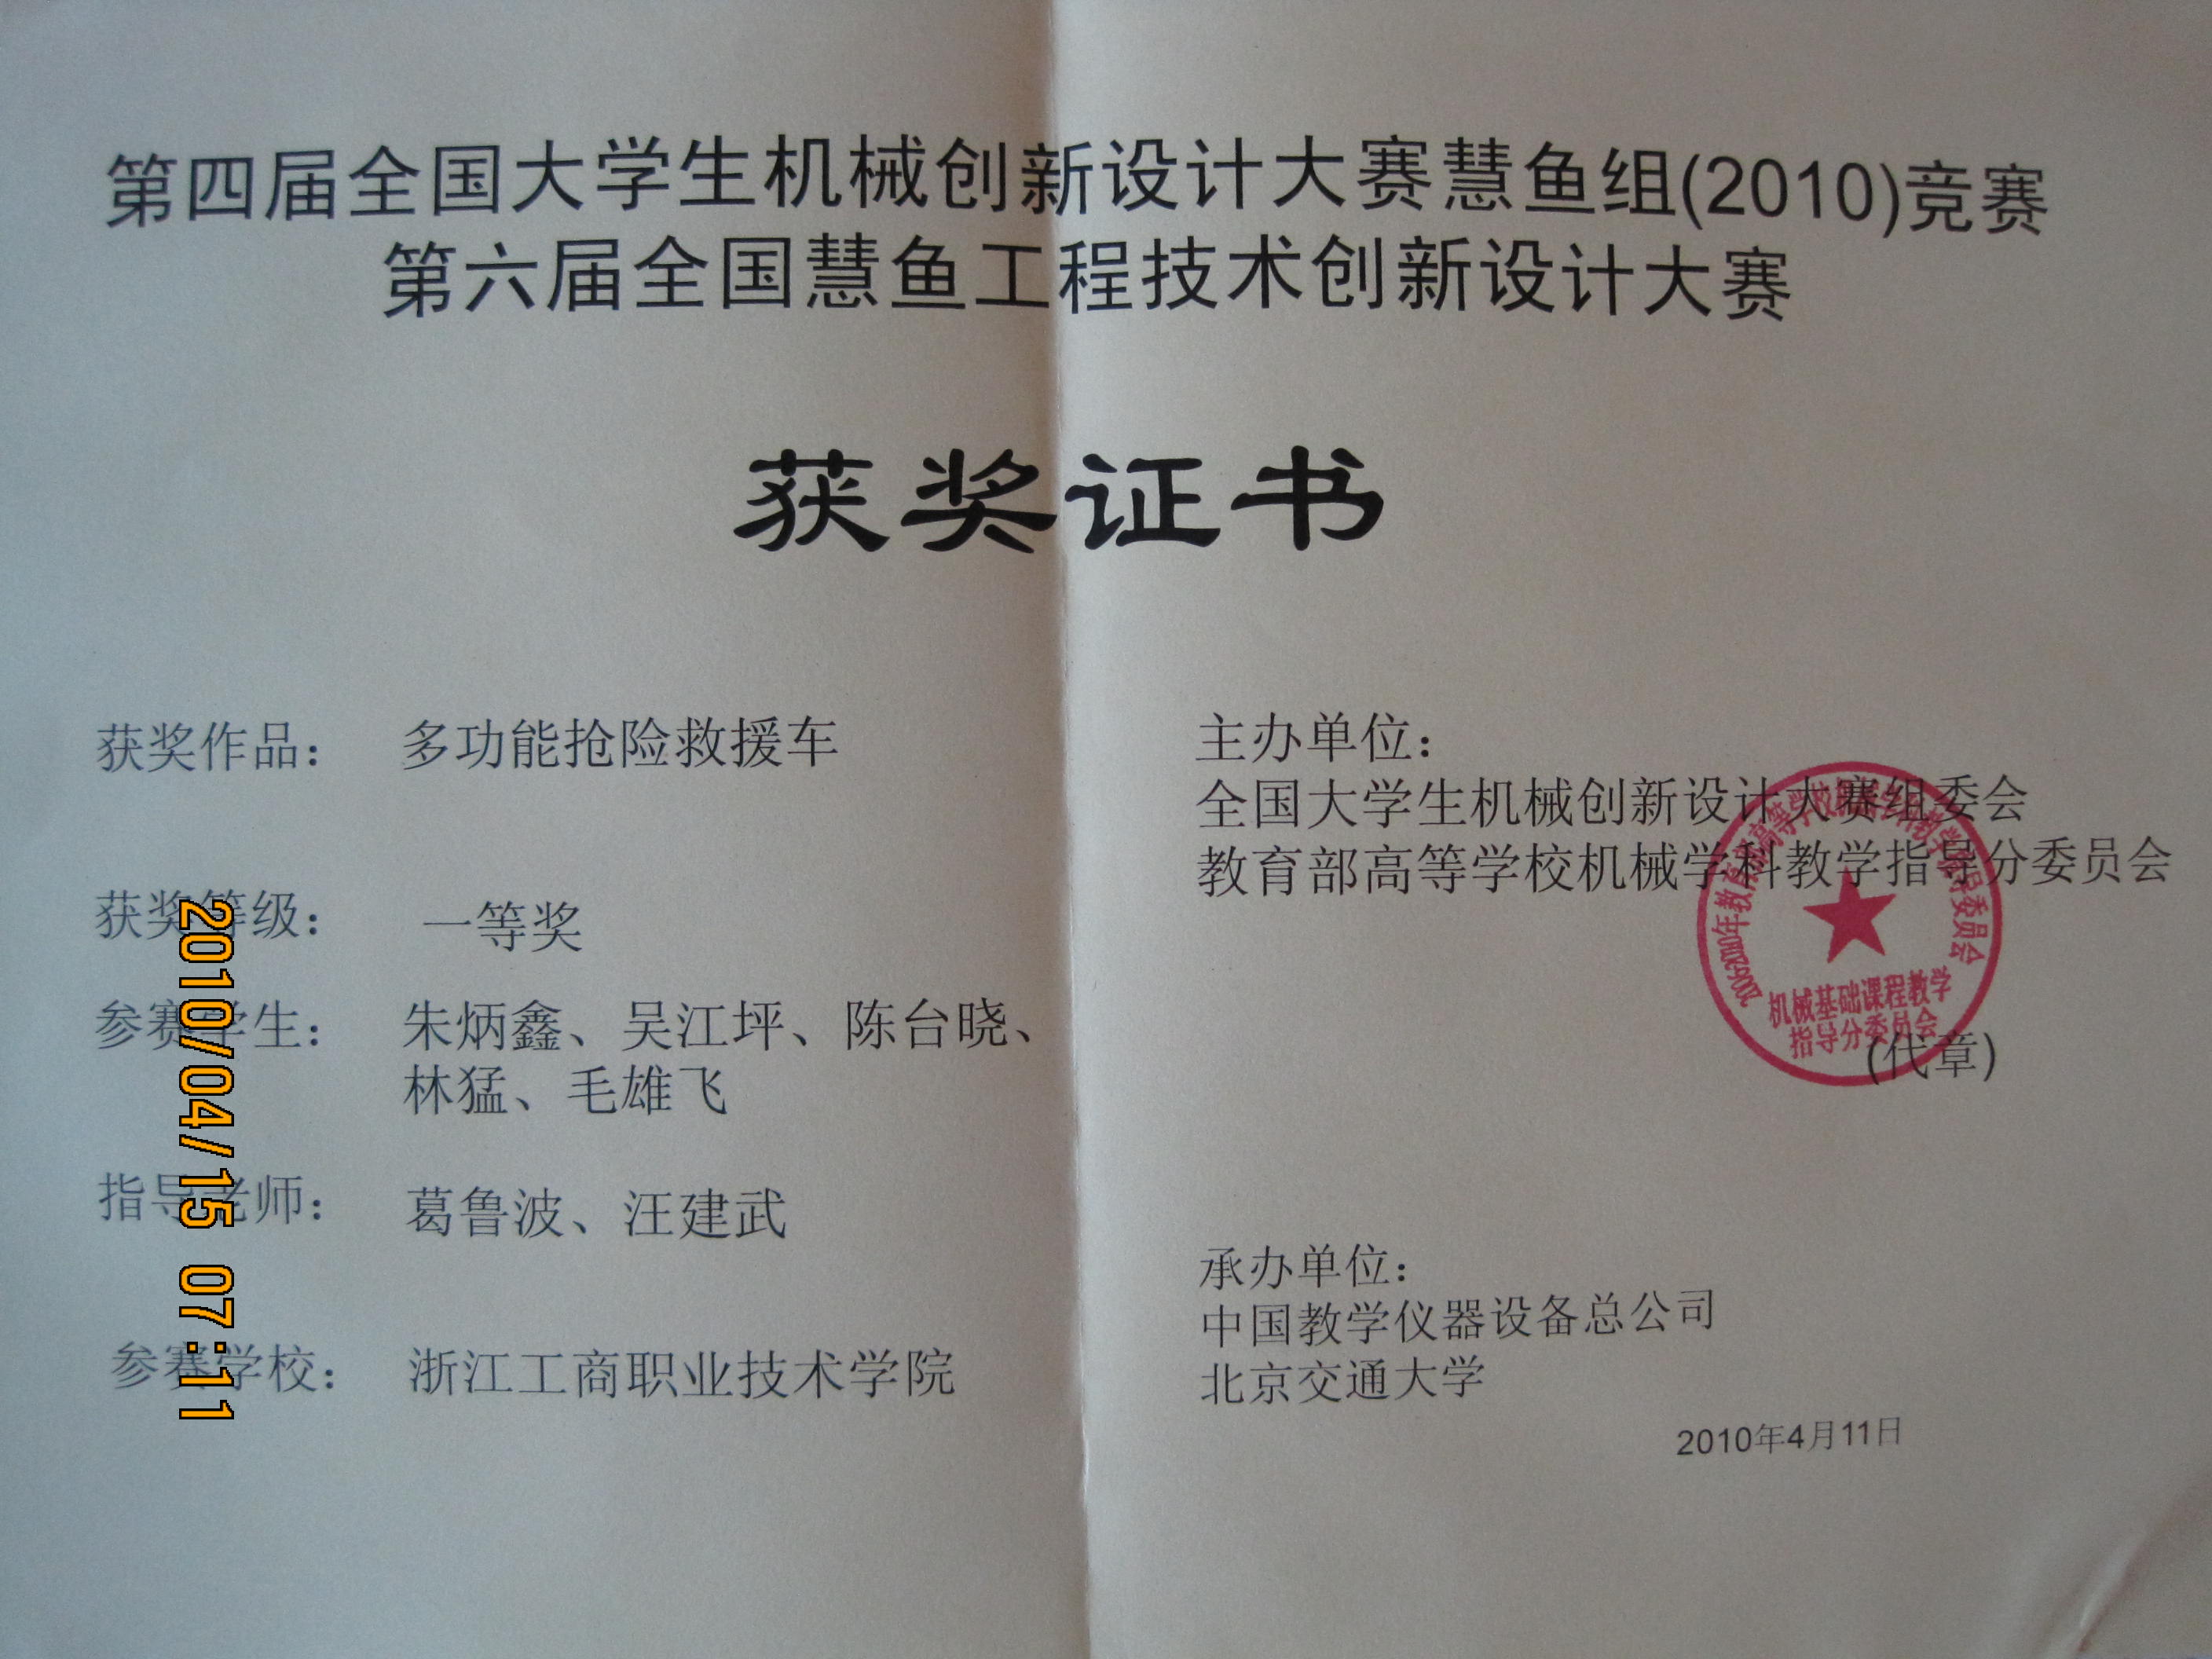 第四届全国大学生机械创新设计大赛慧鱼组(2010)竞赛
第六届全国慧鱼工程技术创新设计大赛
获奖证书
获奖作品： 多功能抢险救援车
获奖等级： 一等奖
参赛学生： 朱炳鑫、吴江坪、陈台晓、
林猛、毛雄飞
指导老师： 葛鲁波、汪建武
参赛学校： 浙江工商职业技术学院
主办单位：
全国大学生机械创新设计大赛组委会
教育部高等学校机械学科教学指导分委员会
机械基础课程教学
指导分委员会
(代章)
承办单位：
中国教学仪器设备总公司
北京交通大学
2010年4月11日
2010/04/15 07:11